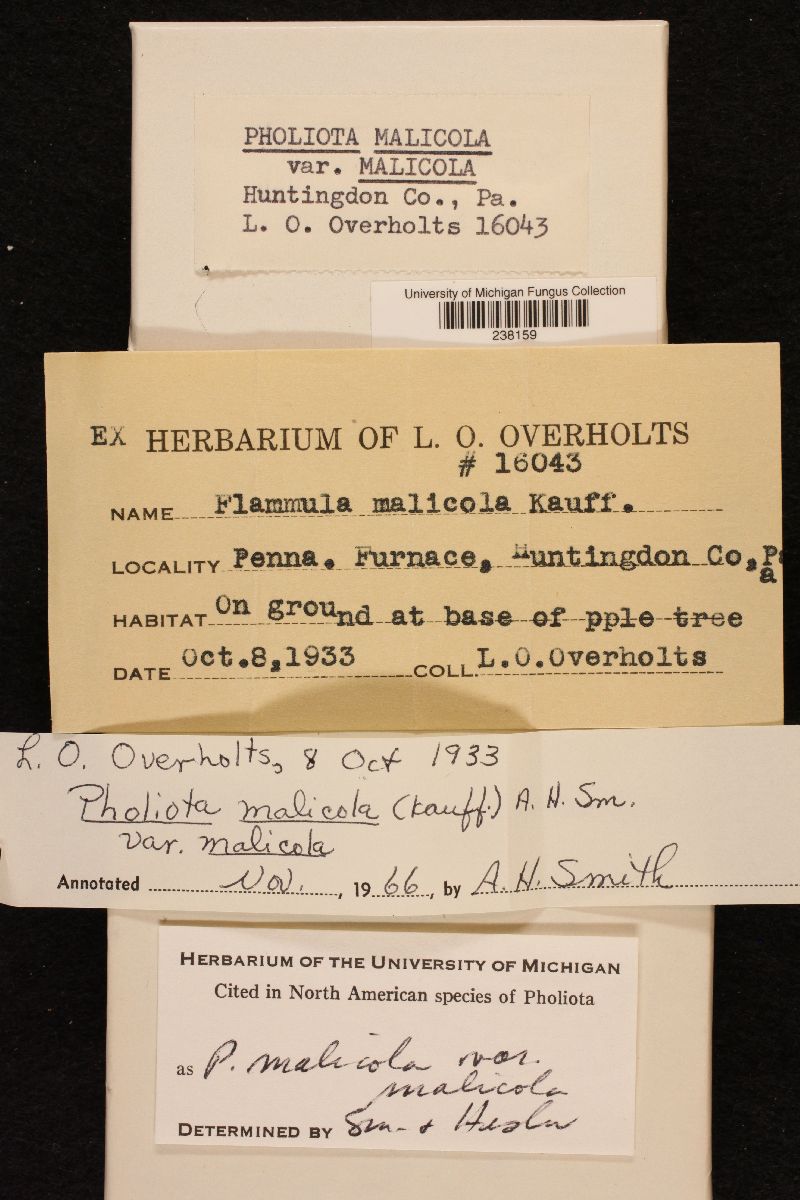 PHOLIOTA MALICOLA
var. MALICOLA
Huntingdon Co., Pa.
L. O. Overholts 16043
University of Michigan Fungus Collection
238159
EX HERBARIUM OF L. O. OVERHOLTS
# 16043
NAME Flammula malicola Kauff.
LOCALITY Penna. Furnace, Huntingdon Co, Pa
HABITAT On ground at base of apple tree
DATE Oct.8,1933 COLL. L.O.Overholts
L. O. Overholts, 8 Oct 1933
Pholiota malicola (Kauff.) A. H. Sm.
var. malicola
Annotated Nov. , 1966, by A. H. Smith
HERBARIUM OF THE UNIVERSITY OF MICHIGAN
Cited in North American species of Pholiota
as P. malicola var.
malicola
DETERMINED BY Sm. & Hesler